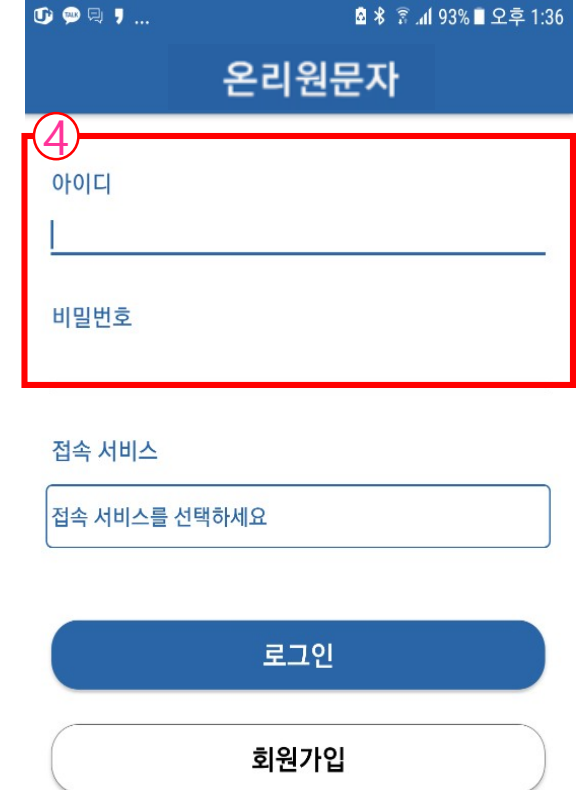 TALK ... 93% 오후 1:36
온리원문자
4
아이디
비밀번호
접속 서비스
접속 서비스를 선택하세요
로그인
회원가입